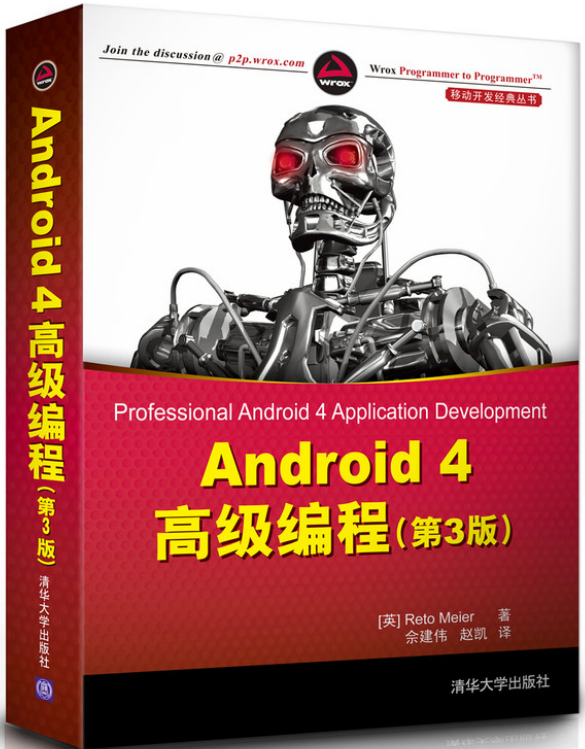 Join the discussion @ p2p.wrox.com
wrox
Wrox Programmer to Programmer™
移动开发经典丛书
Professional Android 4 Application Development
Android 4
高级编程(第3版)
[英] Reto Meier 著
佘建伟 赵凯 译
清华大学出版社
wrox
Android 4 高级编程(第3版)
清华大学出版社